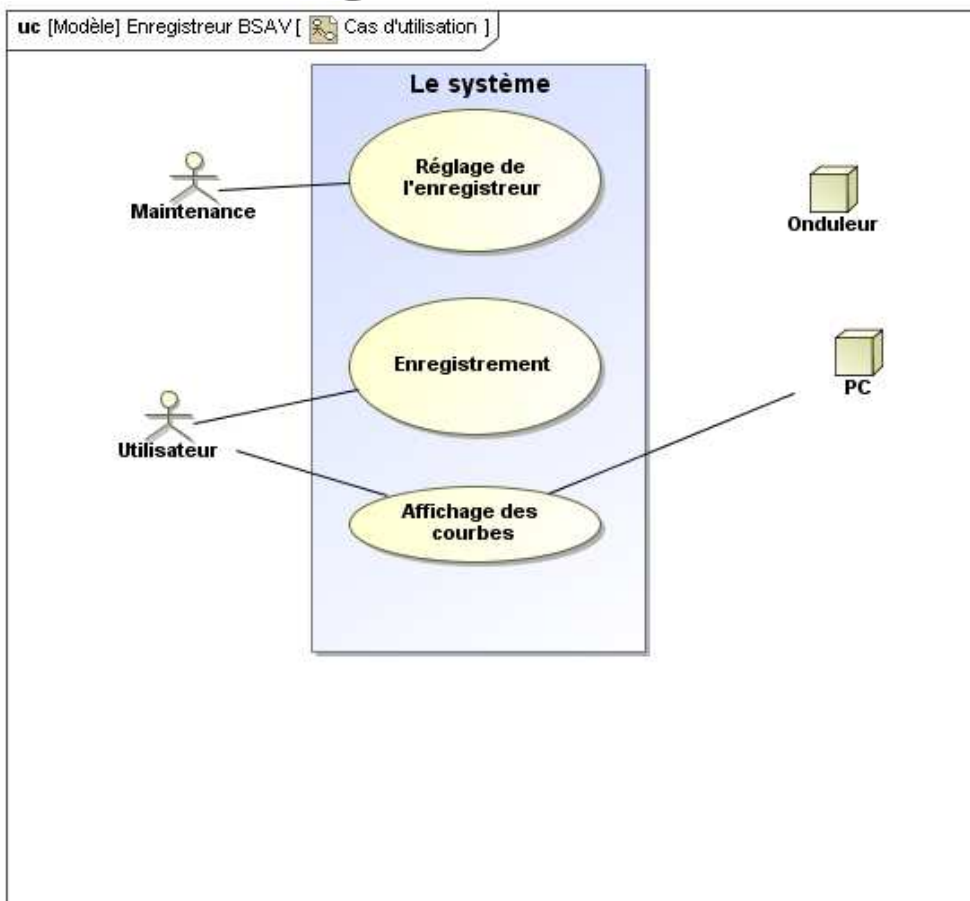 uc [Modèle] Enregistreur BSAV [ Cas d'utilisation ]
Le système
Réglage de
l'enregistreur
Maintenance
Onduleur
Enregistrement
PC
Utilisateur
Affichage des
courbes